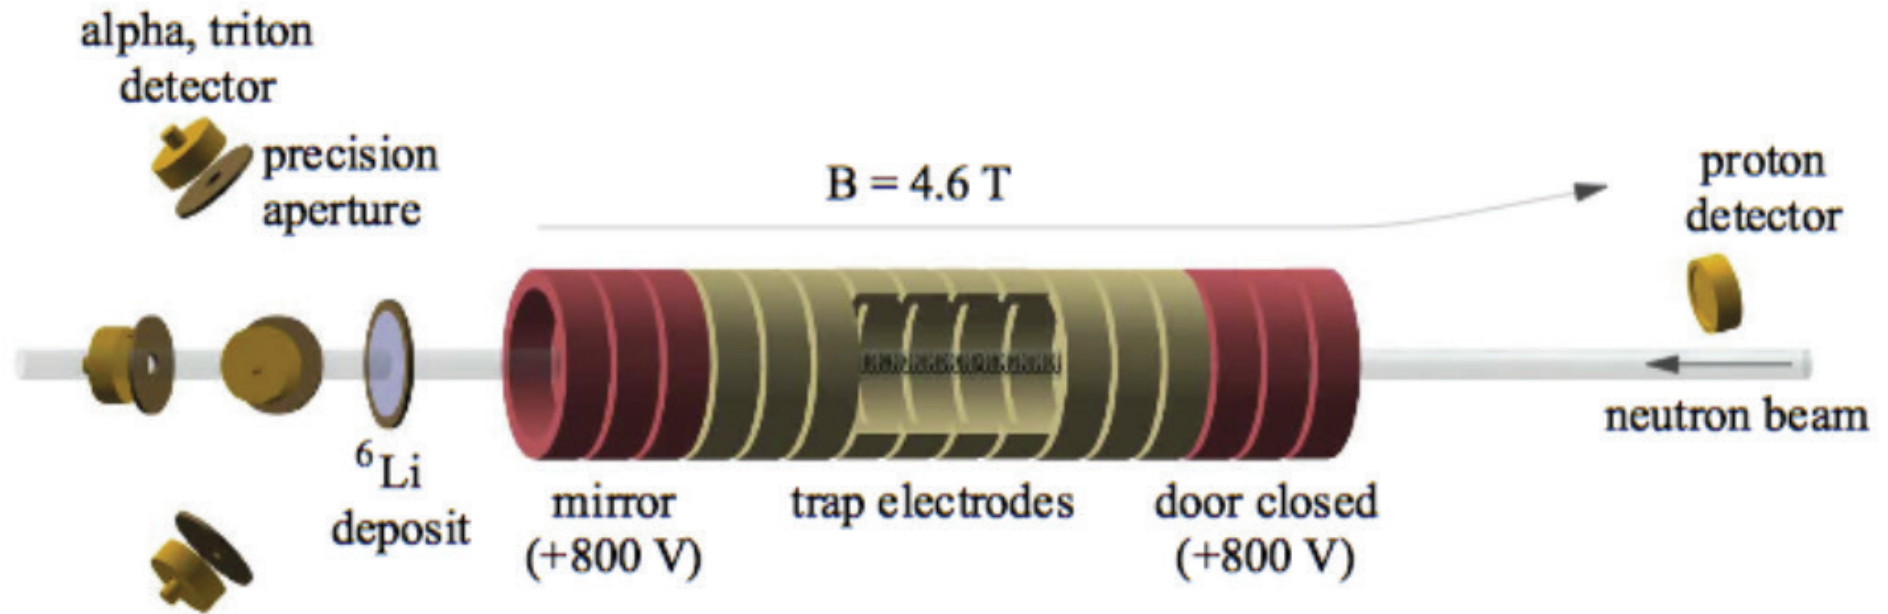 alpha, triton
detector
precision
aperture
B = 4.6 T
proton
detector
neutron beam
⁶Li
deposit
mirror
(+800 V)
trap electrodes
door closed
(+800 V)